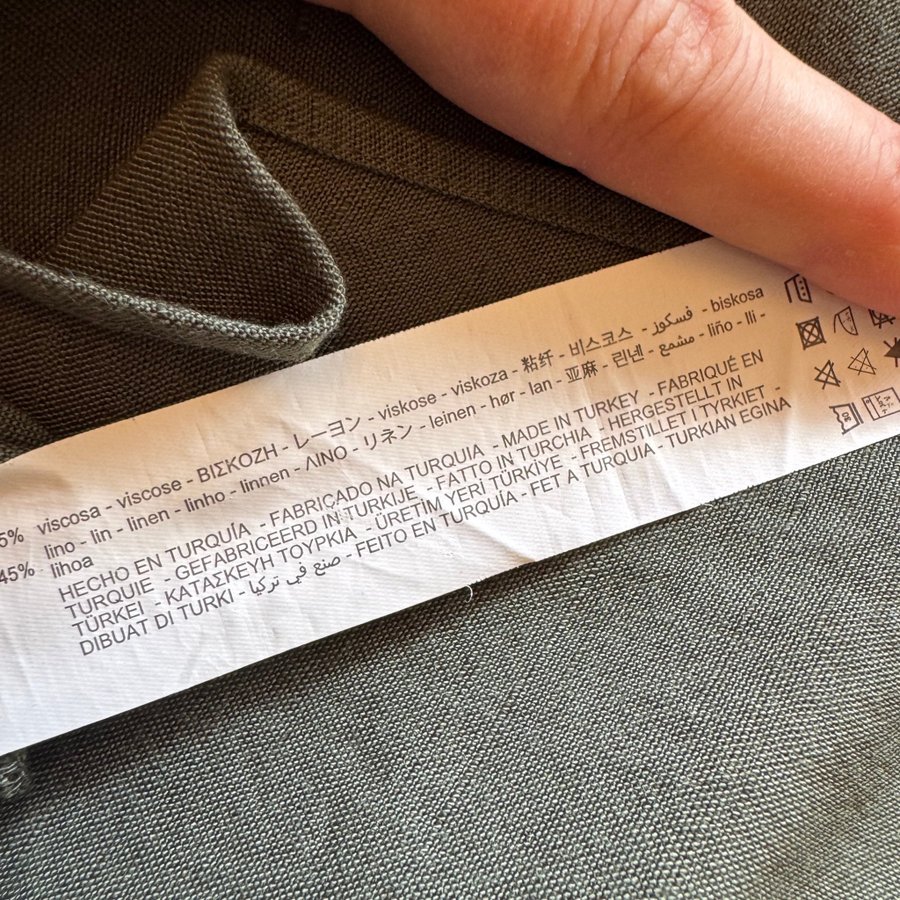 5% viscosa - viscose - ΒΙΣΚΟΖΗ - レーヨン - viskose - viskoza - 粘纤 - 비스코스 - فسكوز - biskosa
45% lino - lin - linen - linho - linnen - ΛΙΝΟ - リネン - leinen - hør - lan - 亚麻 - 린넨 - مشمع - liño - lli -
lihoa
HECHO EN TURQUÍA - FABRICADO NA TURQUIA - MADE IN TURKEY - FABRIQUÉ EN
TURQUIE - GEFABRICEERD IN TURKIJE - FATTO IN TURCHIA - HERGESTELLT IN
TÜRKEI - ΚΑΤΑΣΚΕΥΗ ΤΟΥΡΚΙΑ - ÜRETİM YERİ TÜRKİYE - FREMSTILLET I TYRKIET -
DIBUAT DI TURKI - صنع في تركيا - FEITO EN TURQUÍA - FET A TURQUIA - TURKIAN EGINA